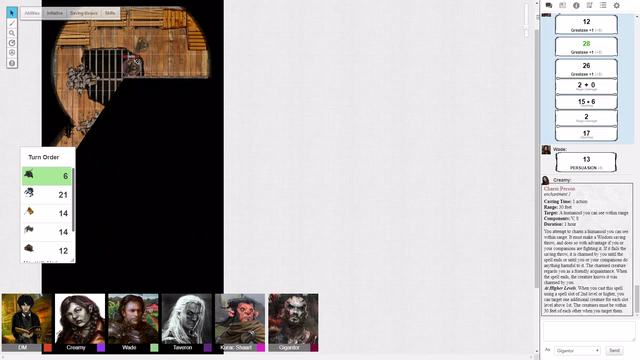 Abilities Initiative Saving throws Skills
Turn Order
6
21
14
14
12
DM
Creamy
Wade
Taveron
Kurac Shaart
Gigantor
12
Greataxe +1
28
Greataxe +1
26
Greataxe +1
2 + 0
15 + 6
2
17
Wade:
13
PERSUASION
Creamy:
Charm Person
enchantment 1
Casting Time: 1 action
Range: 30 feet
Target: A humanoid you can see within range
Components: V, S
Duration: 1 hour
You attempt to charm a humanoid you can see
within range. It must make a Wisdom saving
throw, and does so with advantage if you or
your companions are fighting it. If it fails the
saving throw, it is charmed by you until the
spell ends or until you or your companions do
anything harmful to it. The charmed creature
regards you as a friendly acquaintance. When
the spell ends, the creature knows it was
charmed by you.
At Higher Levels: When you cast this spell
using a spell slot of 2nd level or higher, you
can target one additional creature for each slot
level above 1st. The creatures must be within
30 feet of each other when you target them.
As: Gigantor Send